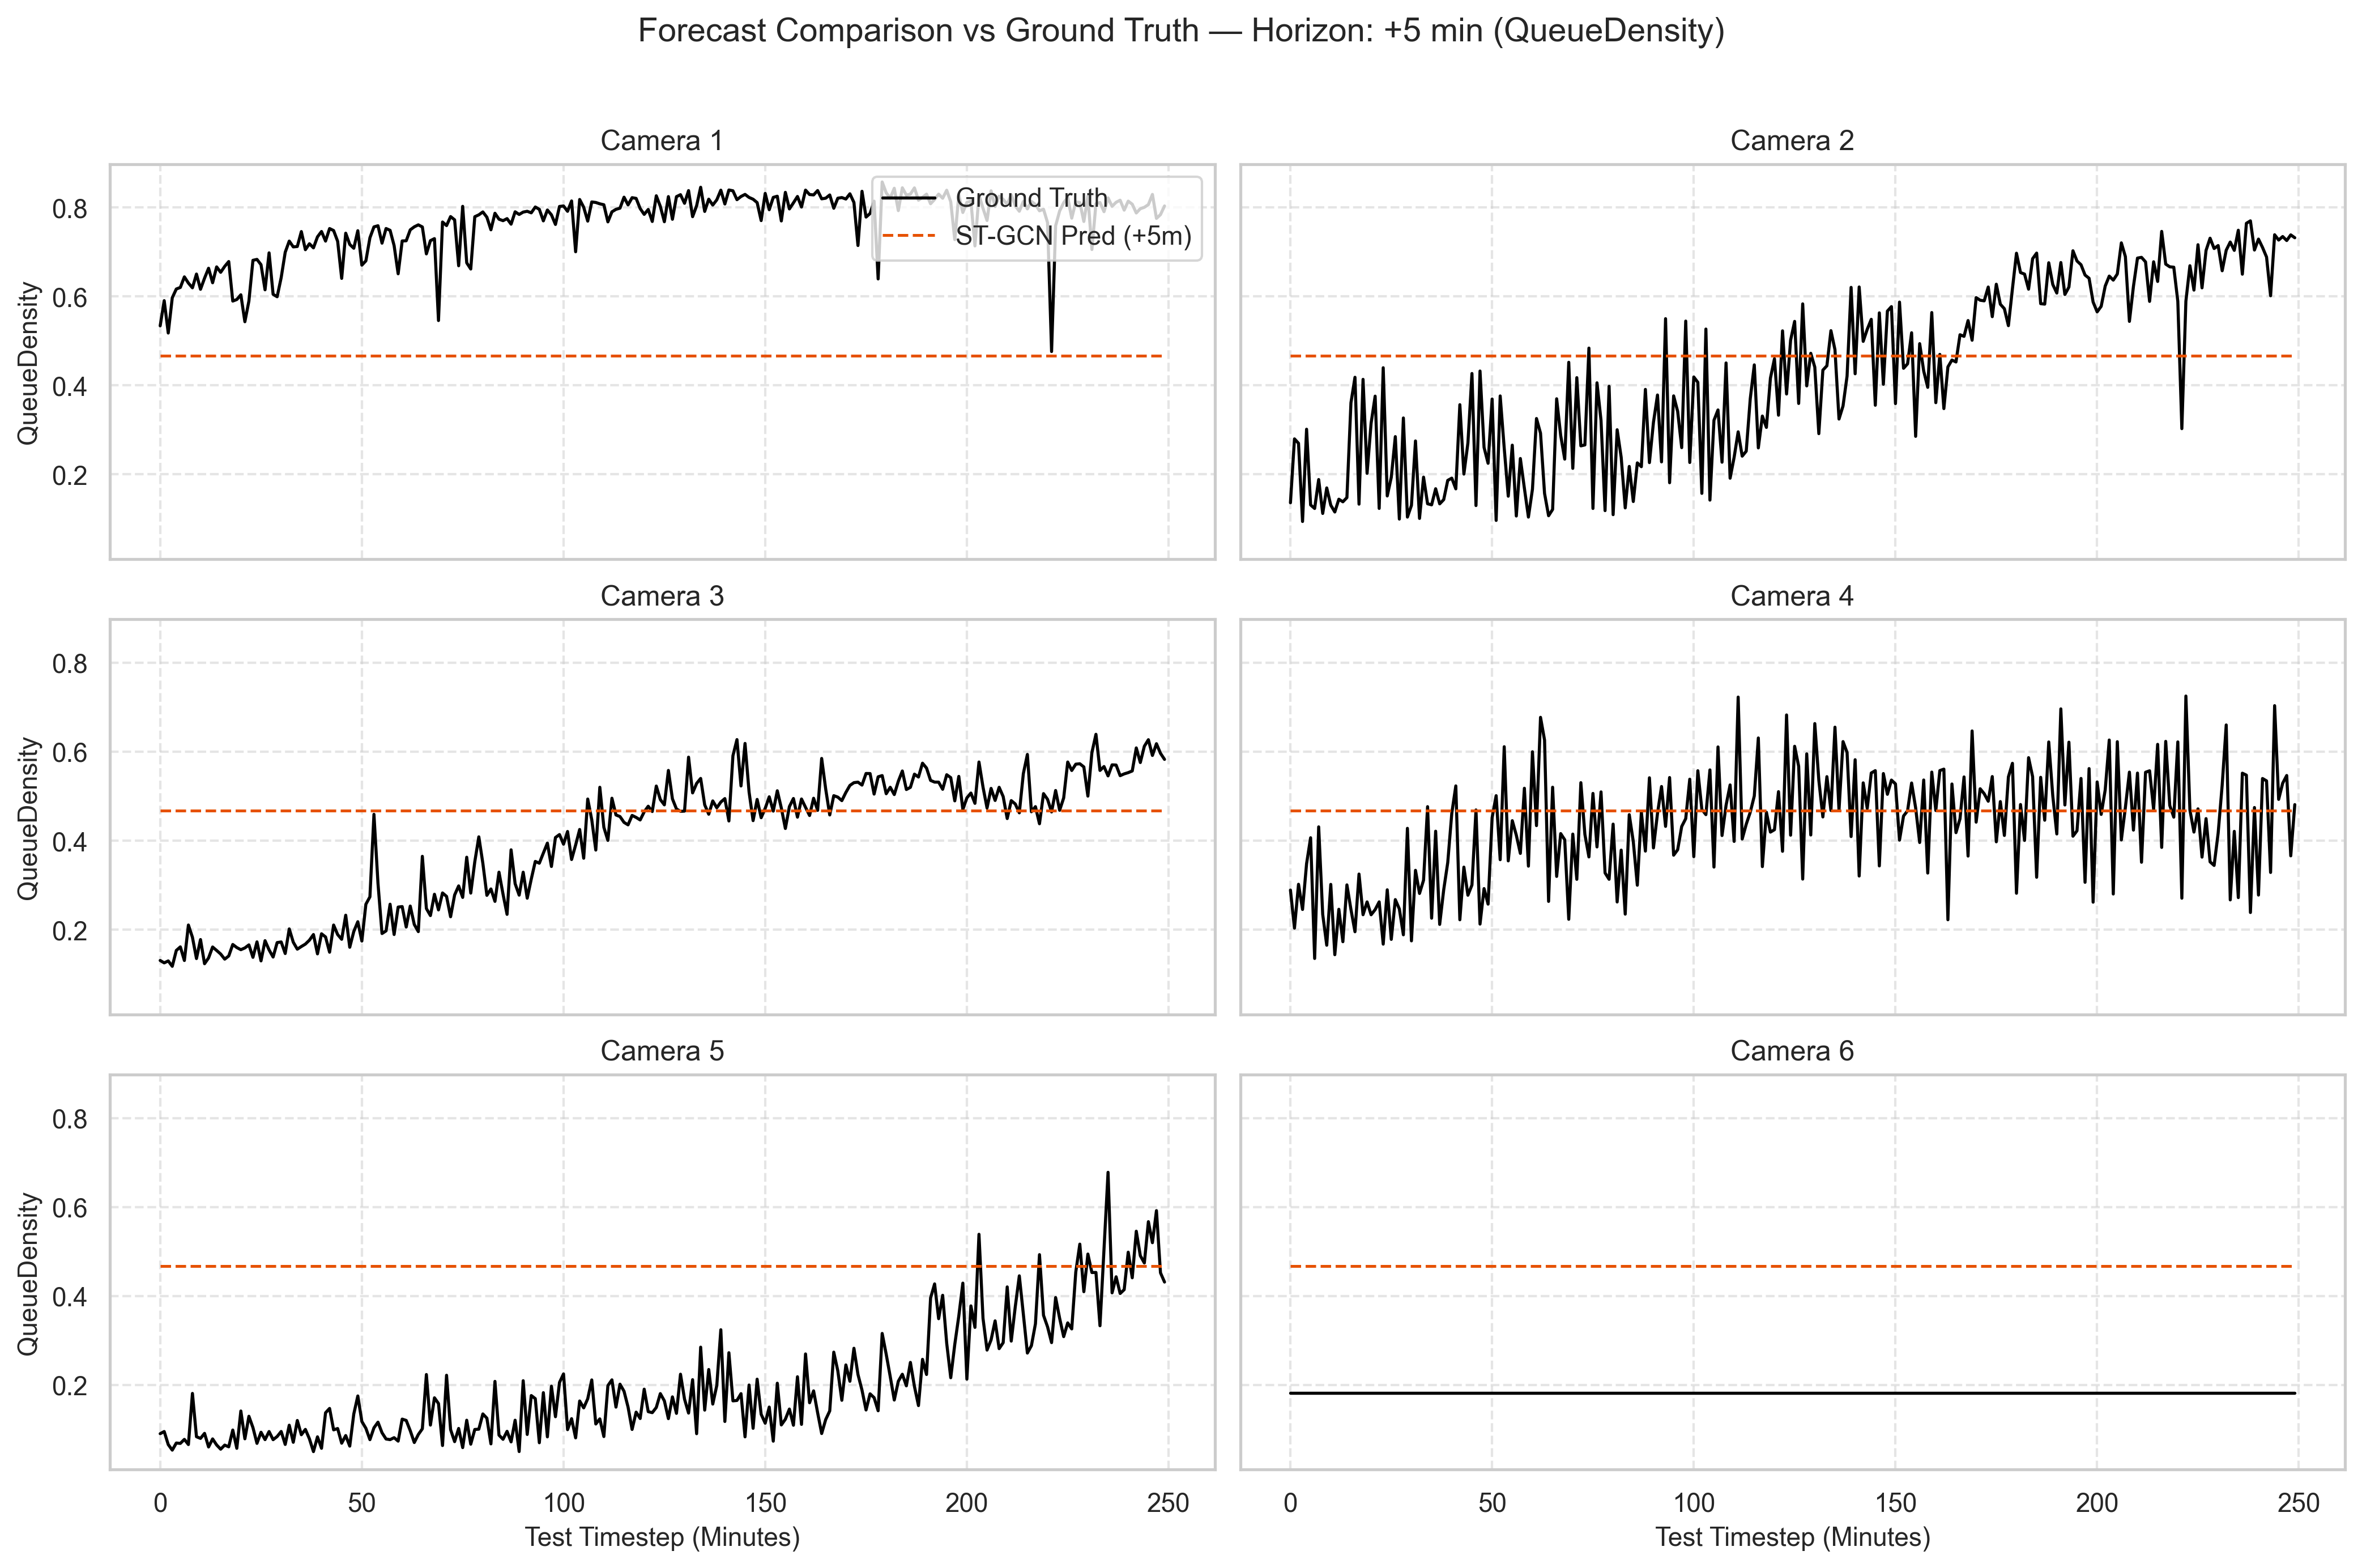 Forecast Comparison vs Ground Truth — Horizon: +5 min (QueueDensity)
Camera 1
Camera 2
QueueDensity
0.8
0.6
0.4
0.2
Ground Truth
ST-GCN Pred (+5m)
Camera 3
Camera 4
QueueDensity
0.8
0.6
0.4
0.2
Camera 5
Camera 6
QueueDensity
0.8
0.6
0.4
0.2
0 50 100 150 200 250
0 50 100 150 200 250
Test Timestep (Minutes)
Test Timestep (Minutes)